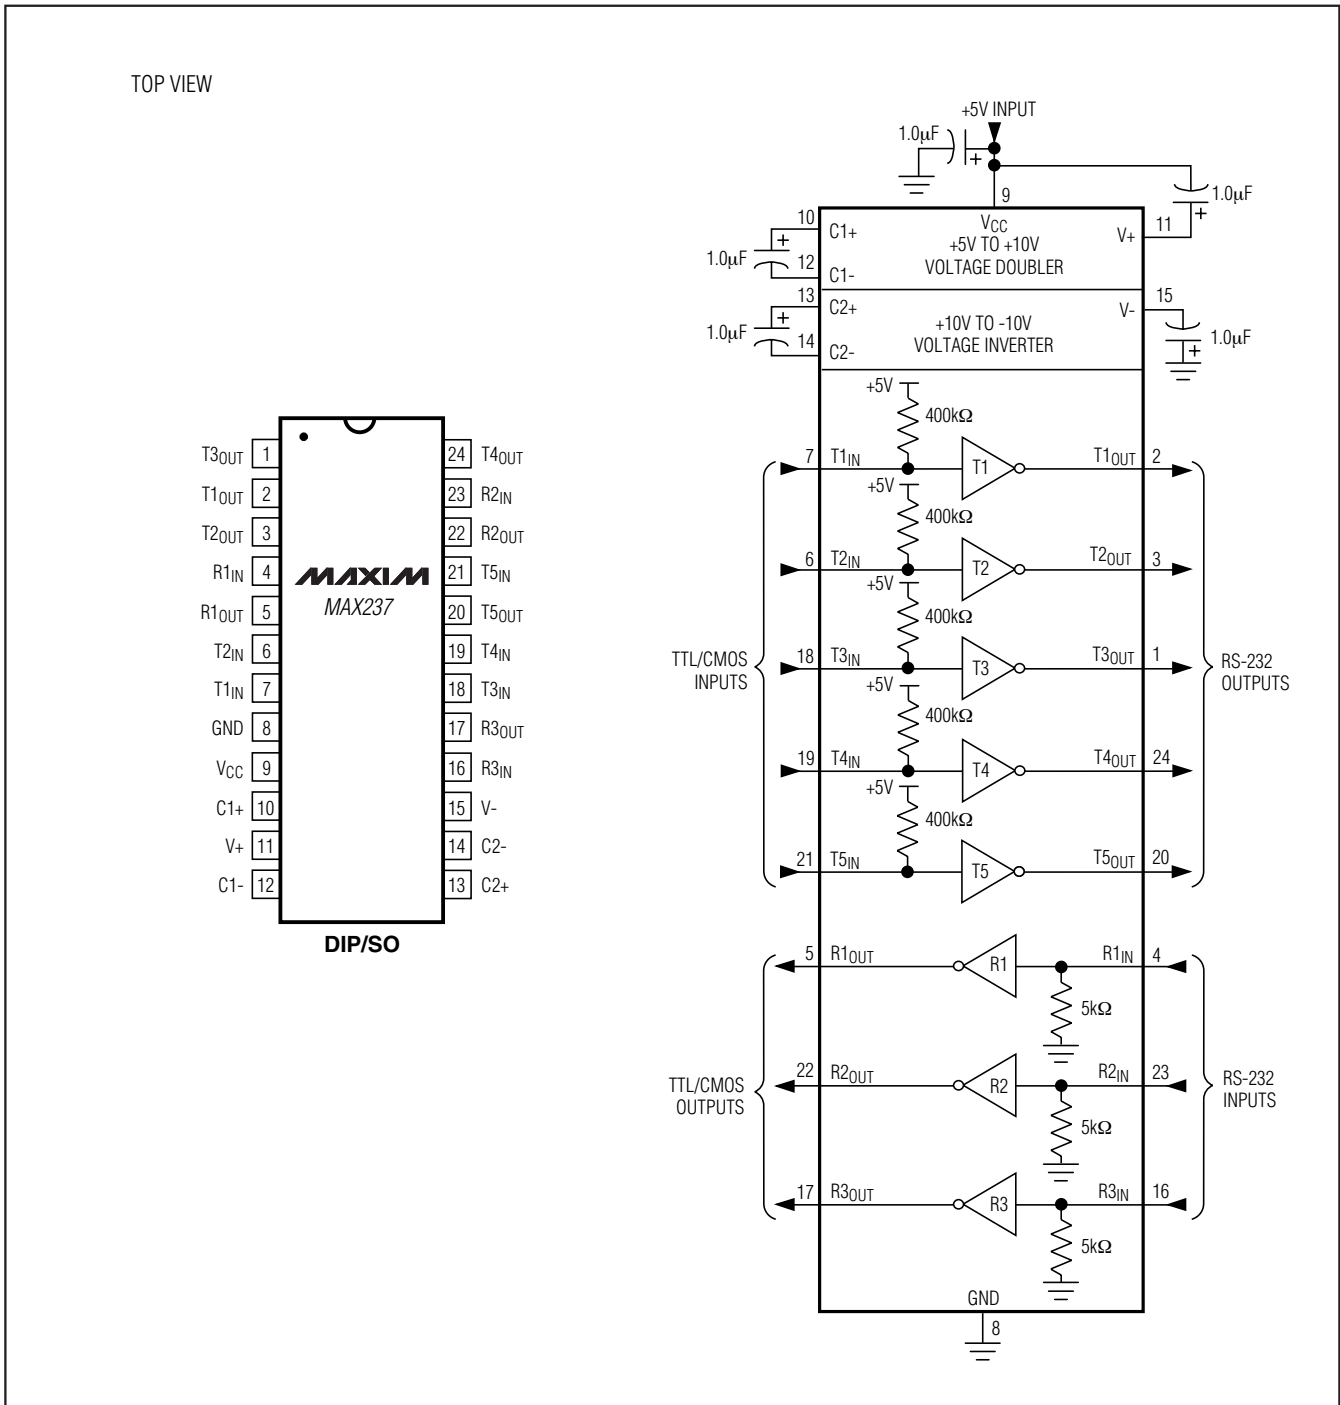 TOP VIEW
T3OUT 1
T1OUT 2
T2OUT 3
R1IN 4
R1OUT 5
T2IN 6
T1IN 7
GND 8
VCC 9
C1+ 10
V+ 11
C1- 12
24 T4OUT
23 R2IN
22 R2OUT
21 T5IN
20 T5OUT
19 T4IN
18 T3IN
17 R3OUT
16 R3IN
15 V-
14 C2-
13 C2+
MAXIM
MAX237
DIP/SO
+5V INPUT
1.0µF
+
9
1.0µF
+
11
VCC
+5V TO +10V
VOLTAGE DOUBLER
V+
10
C1+
1.0µF
+
12
C1-
13
C2+
1.0µF
+
14
C2-
+10V TO -10V
VOLTAGE INVERTER
V-
15
1.0µF
+
+5V
400kΩ
7 T1IN T1 T1OUT 2
+5V
400kΩ
6 T2IN T2 T2OUT 3
+5V
400kΩ
18 T3IN T3 T3OUT 1
+5V
400kΩ
19 T4IN T4 T4OUT 24
+5V
400kΩ
21 T5IN T5 T5OUT 20
TTL/CMOS
INPUTS
RS-232
OUTPUTS
5 R1OUT R1 R1IN 4
5kΩ
22 R2OUT R2 R2IN 23
5kΩ
17 R3OUT R3 R3IN 16
5kΩ
TTL/CMOS
OUTPUTS
RS-232
INPUTS
GND
8